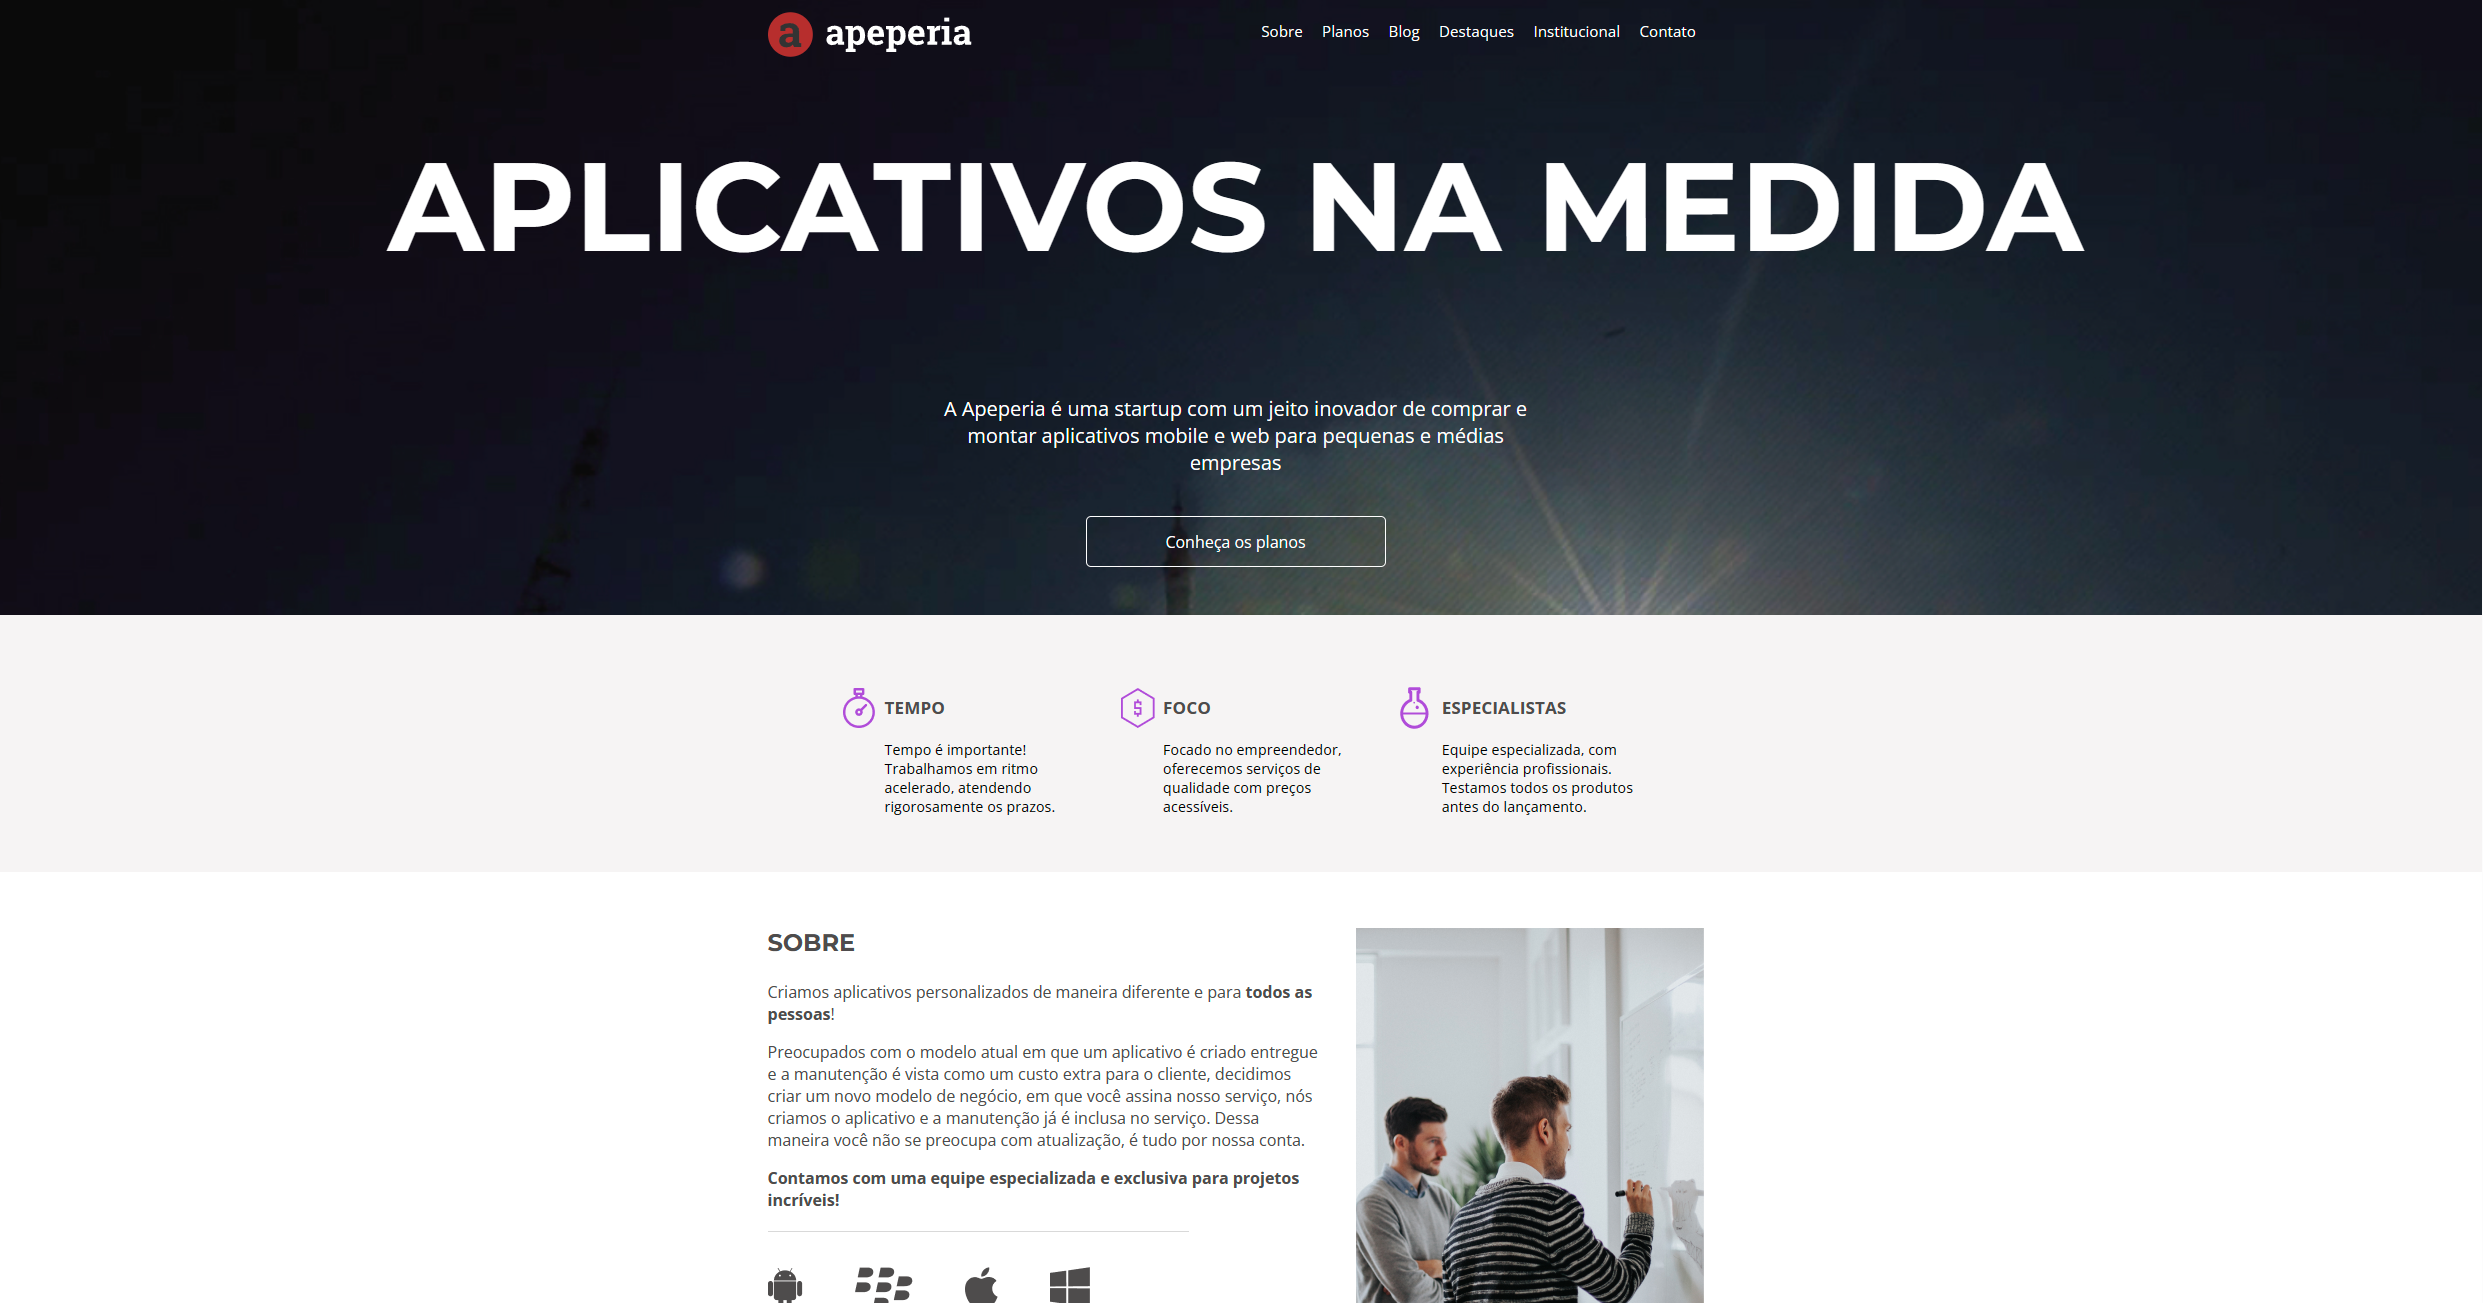 a apeperia
Sobre Planos Blog Destaques Institucional Contato
APLICATIVOS NA MEDIDA
A Apeperia é uma startup com um jeito inovador de comprar e
montar aplicativos mobile e web para pequenas e médias
empresas
Conheça os planos
TEMPO
Tempo é importante!
Trabalhamos em ritmo
acelerado, atendendo
rigorosamente os prazos.
$
FOCO
Focado no empreendedor,
oferecemos serviços de
qualidade com preços
acessíveis.
ESPECIALISTAS
Equipe especializada, com
experiência profissionais.
Testamos todos os produtos
antes do lançamento.
SOBRE
Criamos aplicativos personalizados de maneira diferente e para todos as
pessoas!
Preocupados com o modelo atual em que um aplicativo é criado entregue
e a manutenção é vista como um custo extra para o cliente, decidimos
criar um novo modelo de negócio, em que você assina nosso serviço, nós
criamos o aplicativo e a manutenção já é inclusa no serviço. Dessa
maneira você não se preocupa com atualização, é tudo por nossa conta.
Contamos com uma equipe especializada e exclusiva para projetos
incríveis!